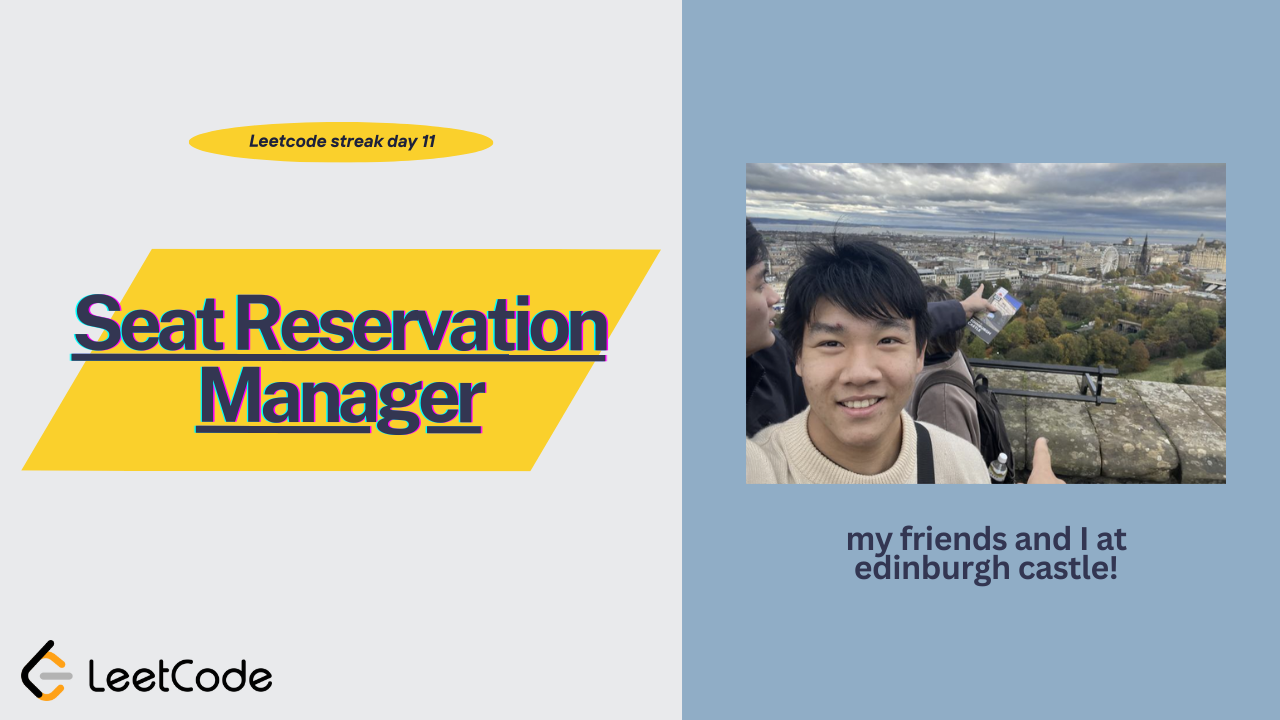 Leetcode streak day 11
Seat Reservation
Manager
my friends and I at
edinburgh castle!
LeetCode